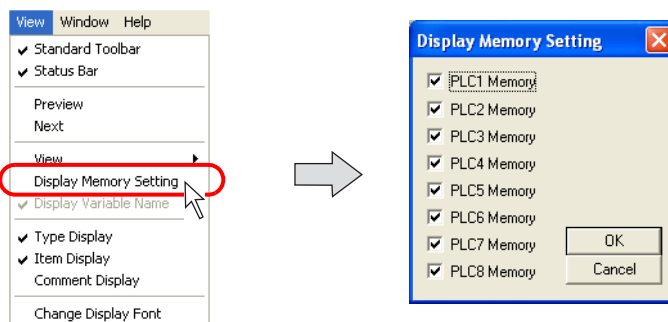 View Window Help
Standard Toolbar
Status Bar
Preview
Next
View
Display Memory Setting
Display Variable Name
Type Display
Item Display
Comment Display
Change Display Font
Display Memory Setting
PLC1 Memory
PLC2 Memory
PLC3 Memory
PLC4 Memory
PLC5 Memory
PLC6 Memory
PLC7 Memory
PLC8 Memory
OK
Cancel